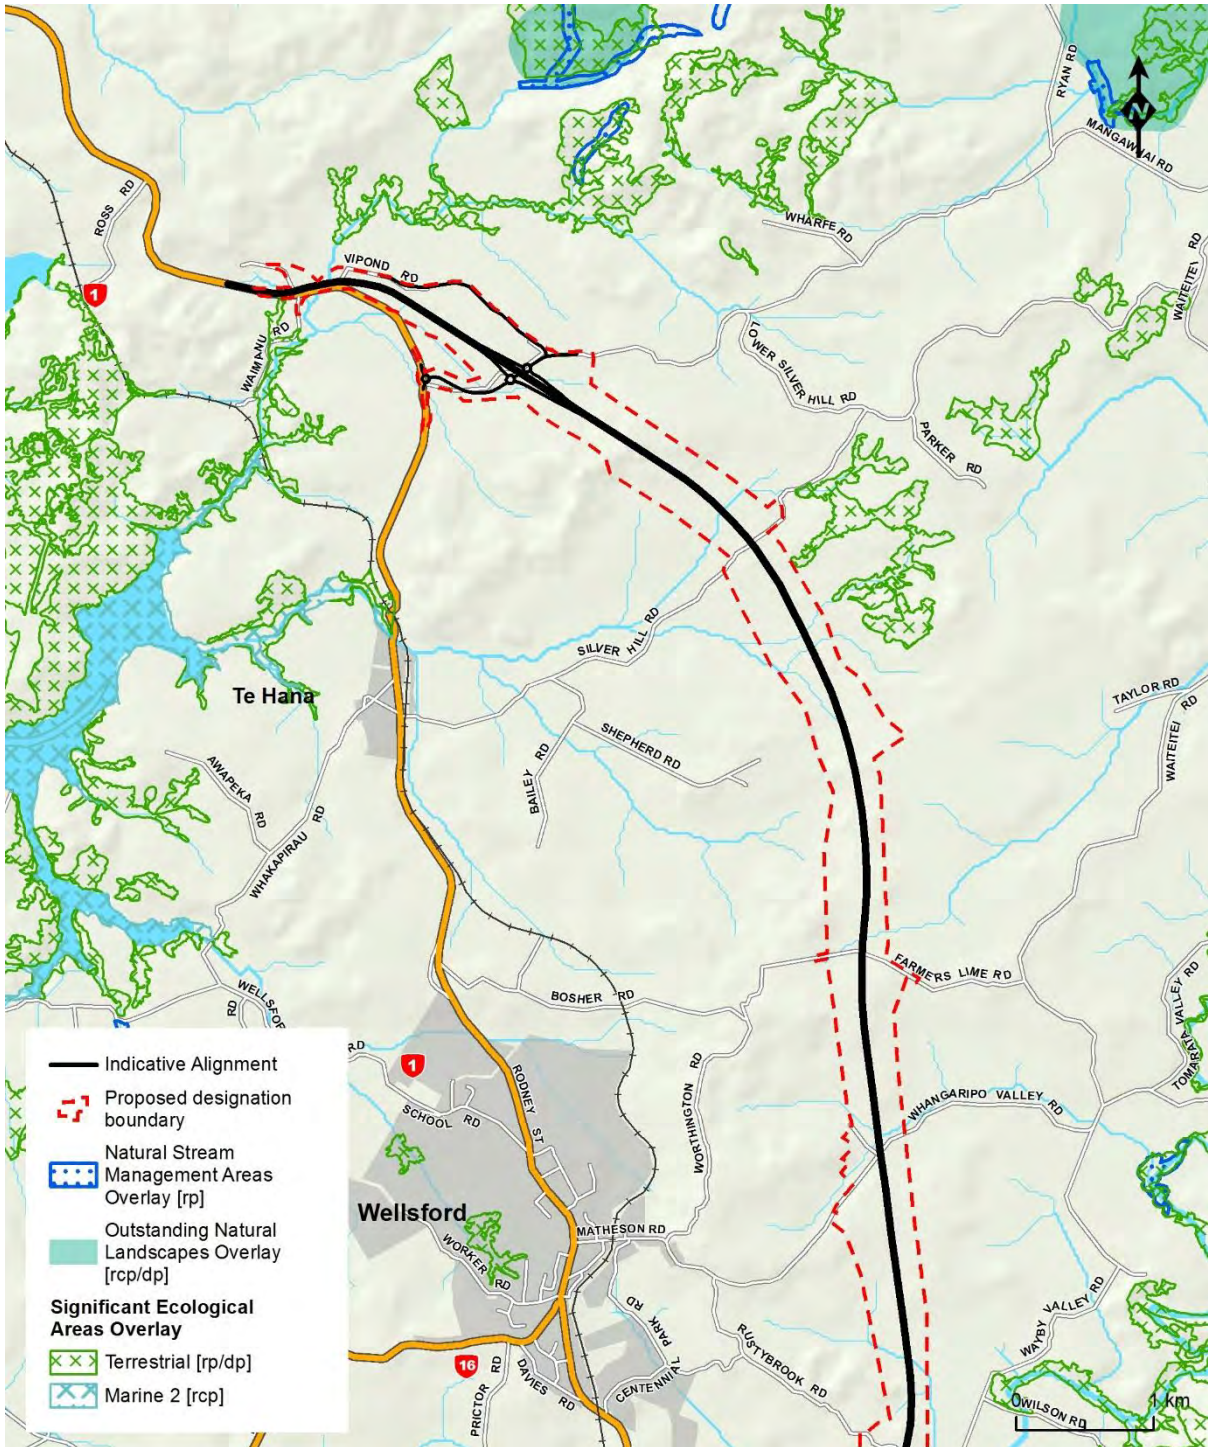 RYAN RD
N
MANGAWHAI RD
ROSS RD
WHARFE RD
VIPOND RD
WAITEITEI RD
1
WAIMANU RD
LOWER SILVER HILL RD
PARKER RD
SILVER HILL RD
Te Hana
TAYLOR RD
SHEPHERD RD
WAITEITEI RD
AWAPEKA RD
BAILEY RD
WHAKAPIRAU RD
FARMERS LIME RD
BOSHER RD
TOMARATA VALLEY RD
WELLSFOR
RD
RD
1
RODNEY ST
SCHOOL RD
WORTHINGTON RD
WHANGARIPO VALLEY RD
Wellsford
MATHESON RD
WORKER RD
CENTENNIAL PARK RD
RUSTYBROOK RD
WAYBY VALLEY RD
16
PRICTOR RD
DAVIES RD
WILSON RD
0 1 km
Indicative Alignment
Proposed designation
boundary
Natural Stream
Management Areas
Overlay [rp]
Outstanding Natural
Landscapes Overlay
[rcp/dp]
Significant Ecological
Areas Overlay
Terrestrial [rp/dp]
Marine 2 [rcp]